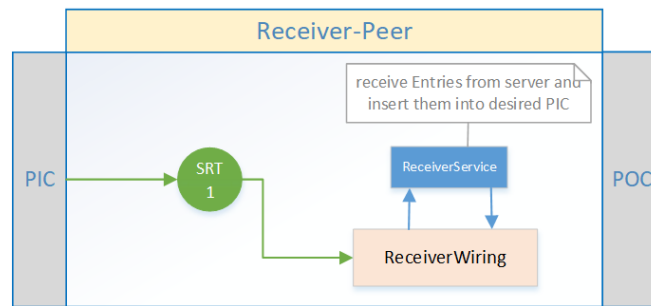 Receiver-Peer
receive Entries from server and
insert them into desired PIC
SRT
1
ReceiverService
PIC
POC
ReceiverWiring